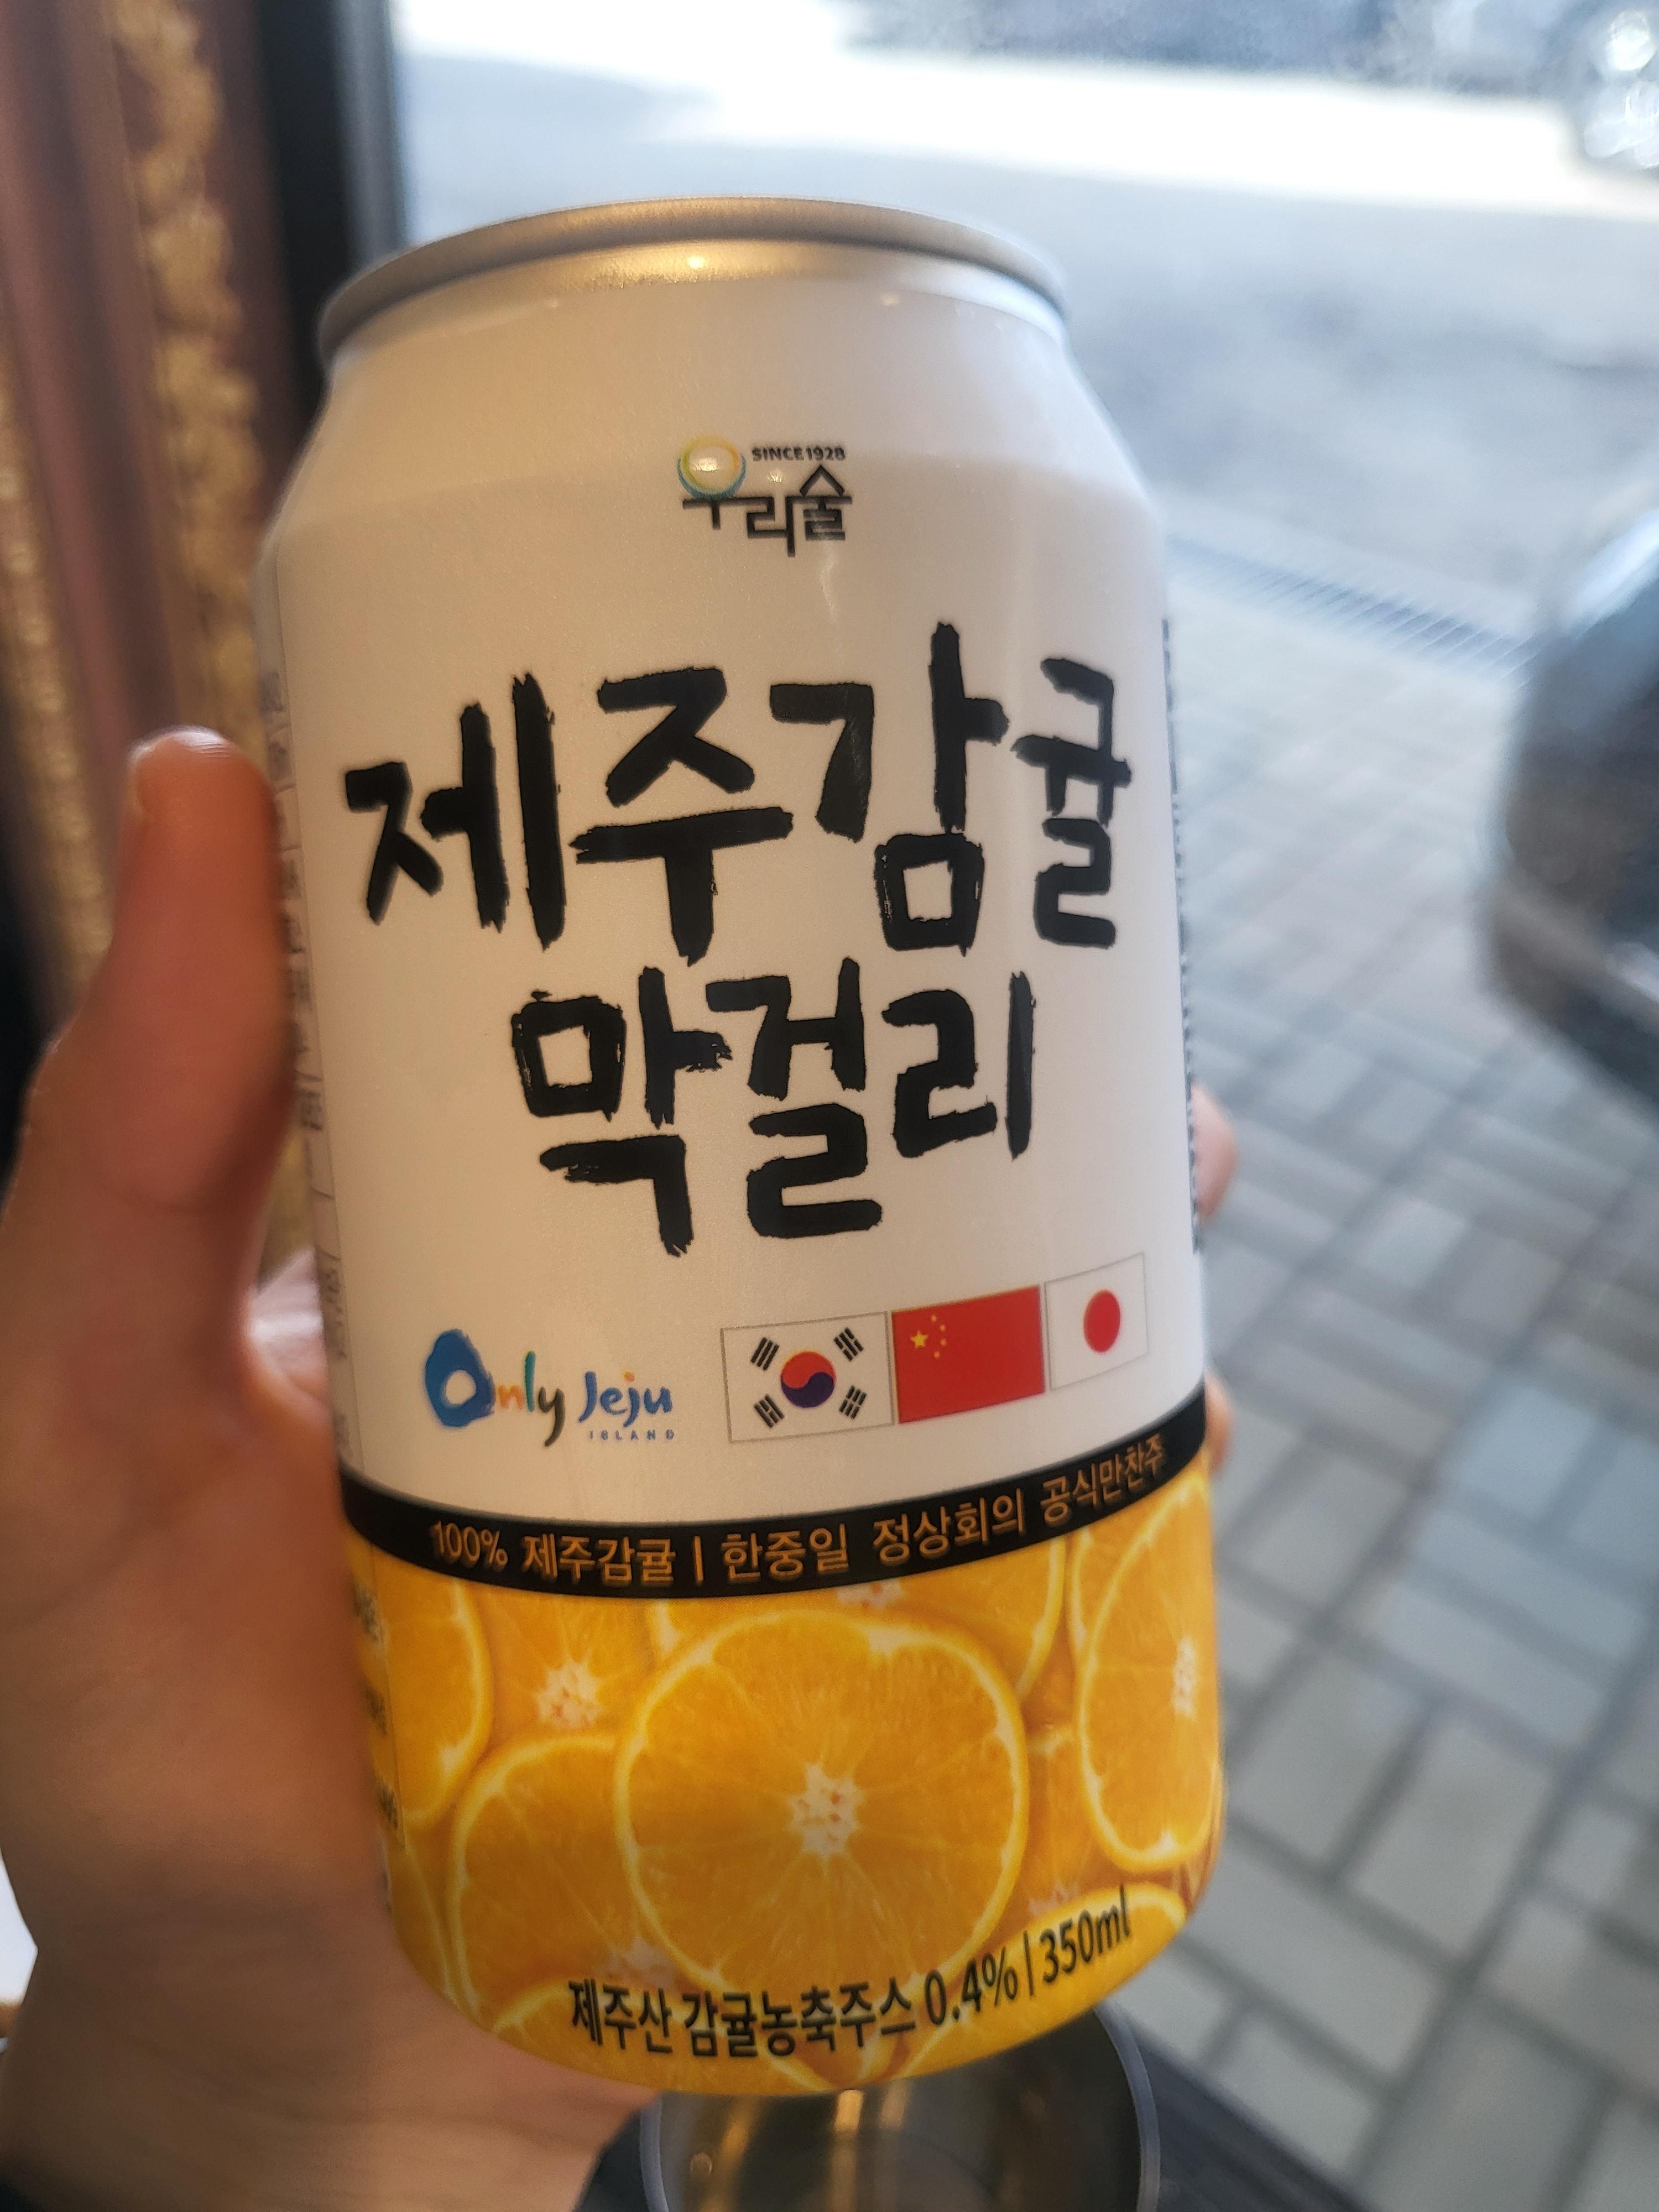 SINCE1928
우리술
제주감귤
막걸리
Only Jeju
ISLAND
100% 제주감귤 | 한중일 정상회의 공식만찬주
제주산 감귤농축주스 0.4% | 350ml